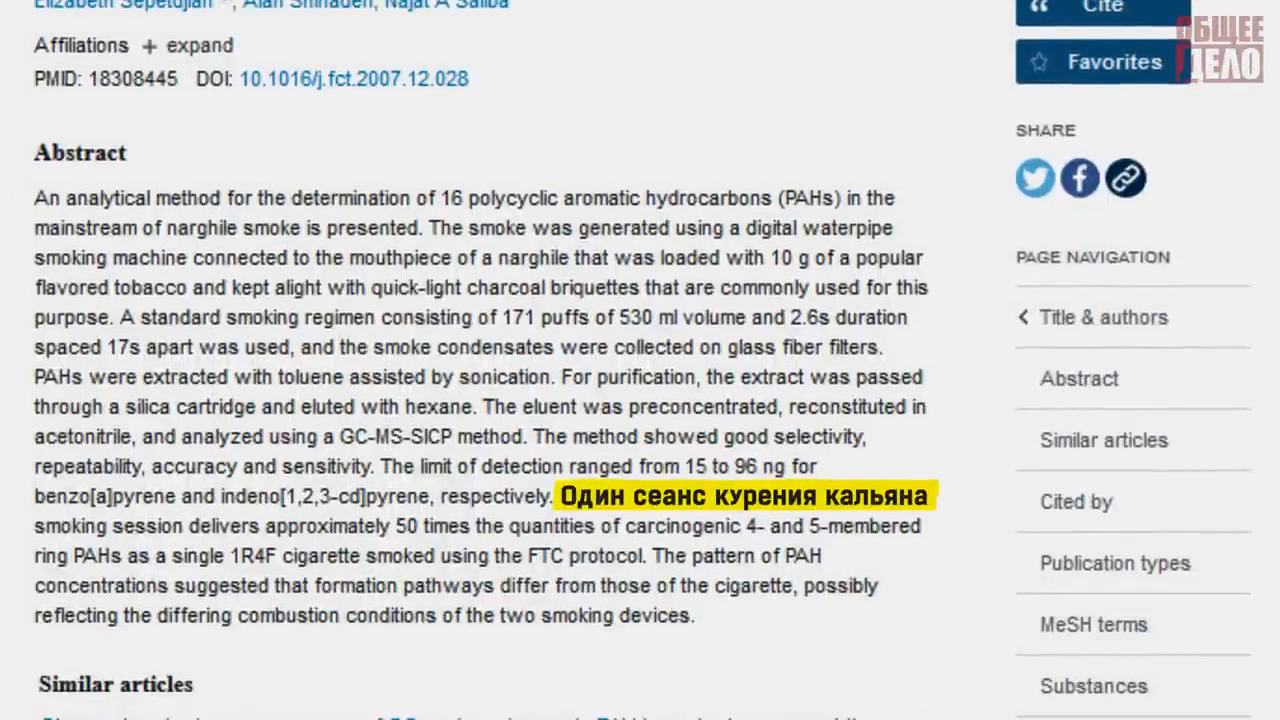 Elizabeth Sepetdjian, Alan Shihadeh, Najat A Saliba
Affiliations + expand
PMID: 18308445 DOI: 10.1016/j.fct.2007.12.028
Abstract
An analytical method for the determination of 16 polycyclic aromatic hydrocarbons (PAHs) in the
mainstream of narghile smoke is presented. The smoke was generated using a digital waterpipe
smoking machine connected to the mouthpiece of a narghile that was loaded with 10 g of a popular
flavored tobacco and kept alight with quick-light charcoal briquettes that are commonly used for this
purpose. A standard smoking regimen consisting of 171 puffs of 530 ml volume and 2.6s duration
spaced 17s apart was used, and the smoke condensates were collected on glass fiber filters.
PAHs were extracted with toluene assisted by sonication. For purification, the extract was passed
through a silica cartridge and eluted with hexane. The eluent was preconcentrated, reconstituted in
acetonitrile, and analyzed using a GC-MS-SICP method. The method showed good selectivity,
repeatability, accuracy and sensitivity. The limit of detection ranged from 15 to 96 ng for
benzo[a]pyrene and indeno[1,2,3-cd]pyrene, respectively. Один сеанс курения кальяна
smoking session delivers approximately 50 times the quantities of carcinogenic 4- and 5-membered
ring PAHs as a single 1R4F cigarette smoked using the FTC protocol. The pattern of PAH
concentrations suggested that formation pathways differ from those of the cigarette, possibly
reflecting the differing combustion conditions of the two smoking devices.
Similar articles
Cite
Favorites
ОБЩЕЕ
ДЕЛО
SHARE
PAGE NAVIGATION
Title & authors
Abstract
Similar articles
Cited by
Publication types
MeSH terms
Substances